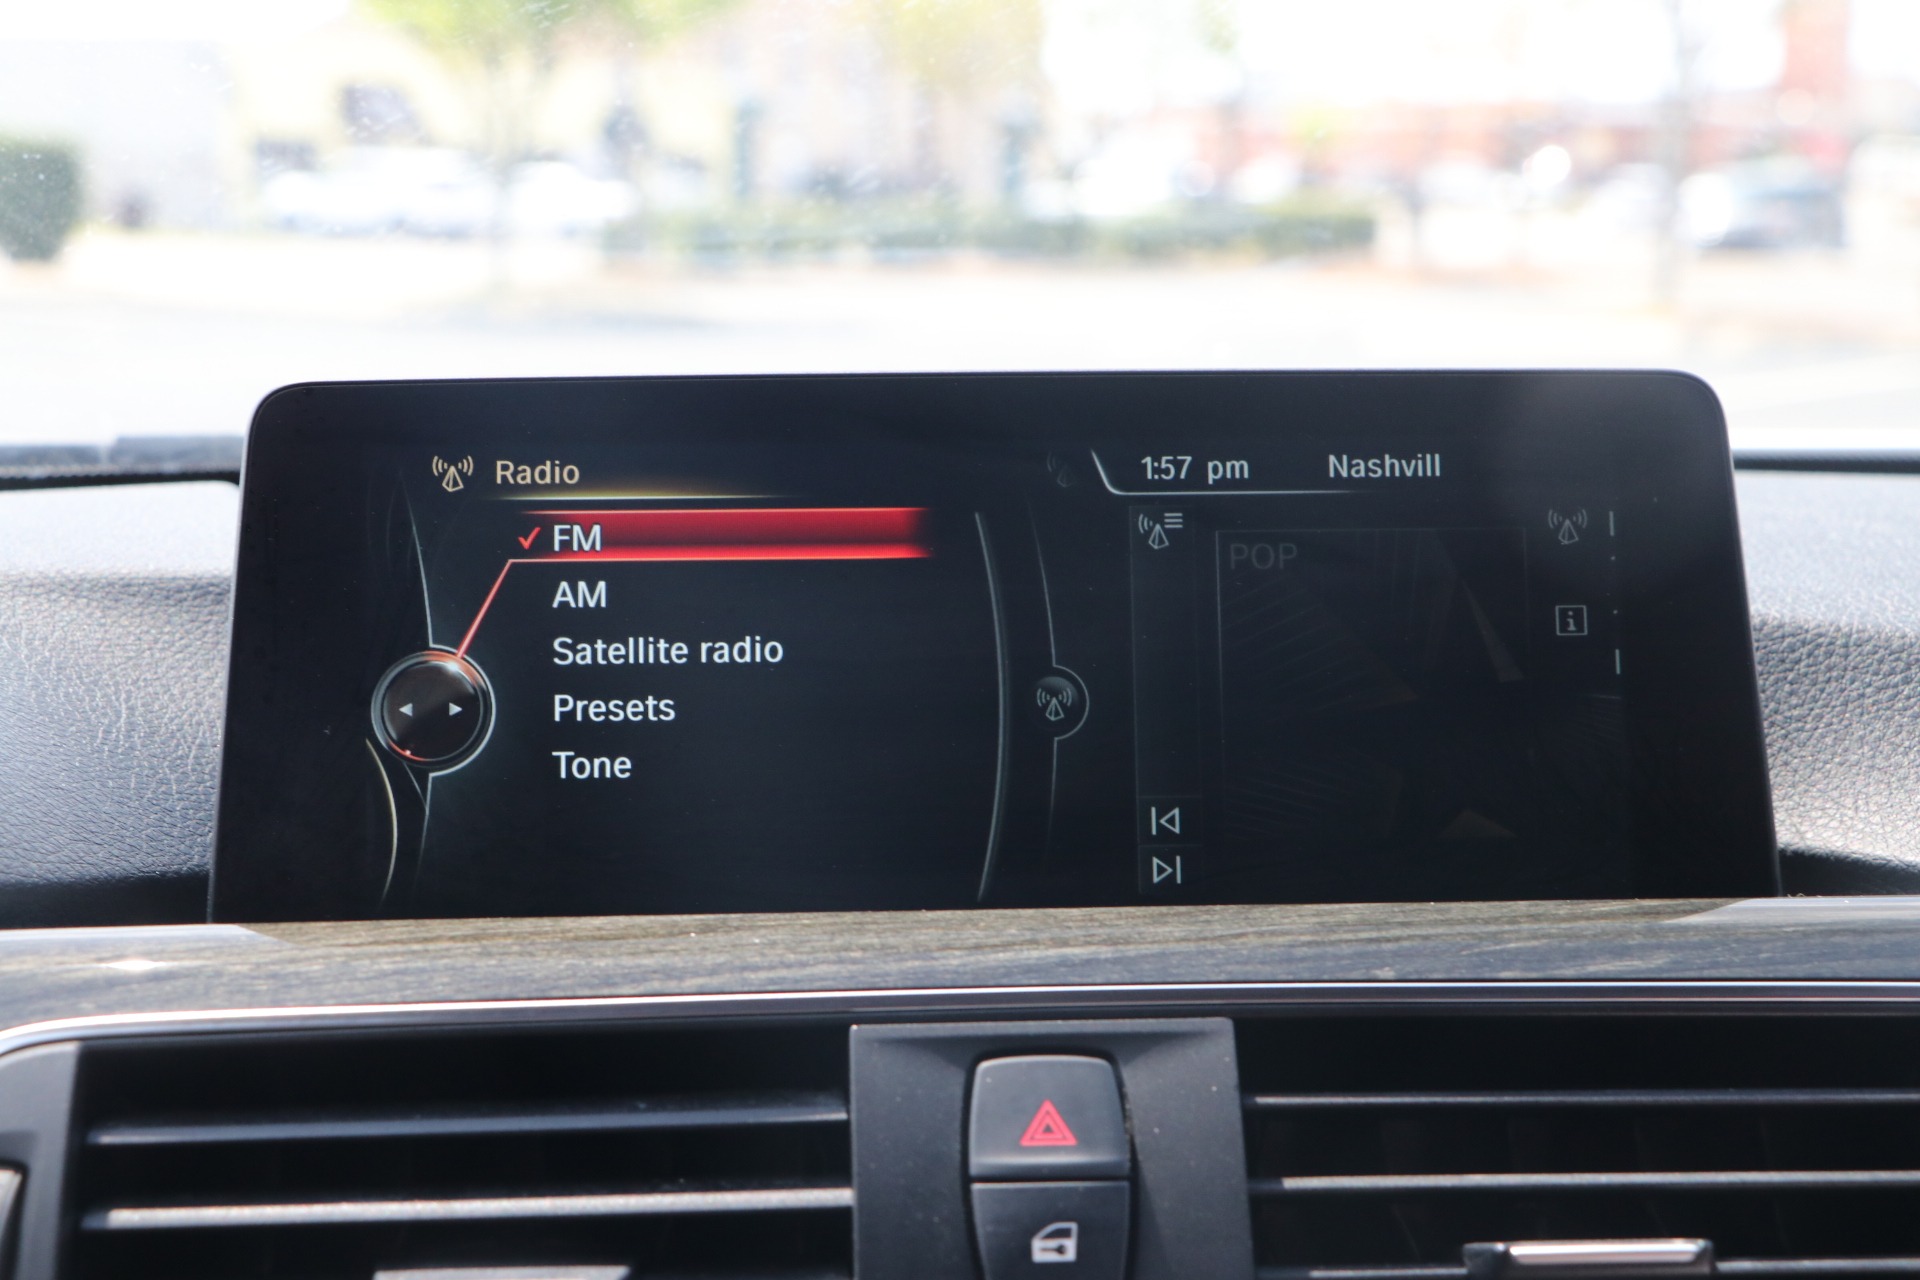 Radio
1:57 pm
Nashvill
FM
AM
Satellite radio
Presets
Tone
POP